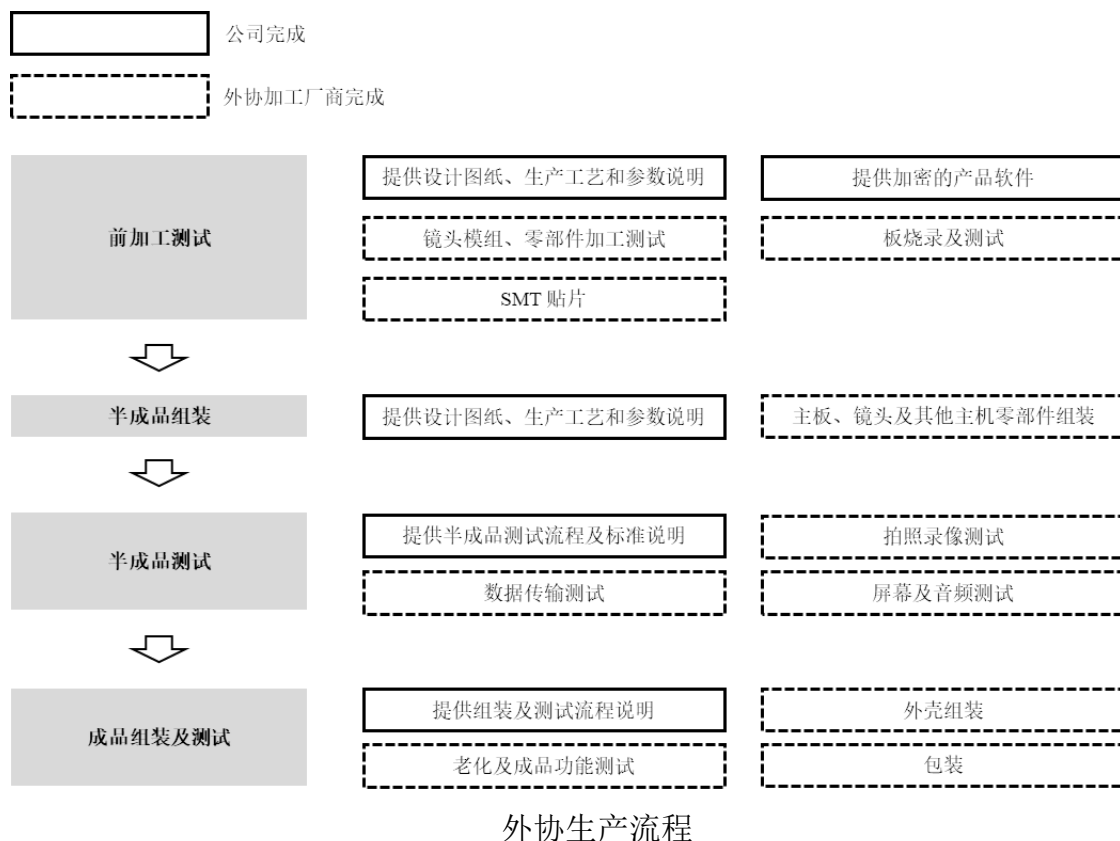 公司完成
外协加工厂商完成
前加工测试
提供设计图纸、生产工艺和参数说明
提供加密的产品软件
镜头模组、零部件加工测试
板烧录及测试
SMT 贴片
半成品组装
提供设计图纸、生产工艺和参数说明
主板、镜头及其他主机零部件组装
半成品测试
提供半成品测试流程及标准说明
拍照录像测试
数据传输测试
屏幕及音频测试
成品组装及测试
提供组装及测试流程说明
外壳组装
老化及成品功能测试
包装
外协生产流程